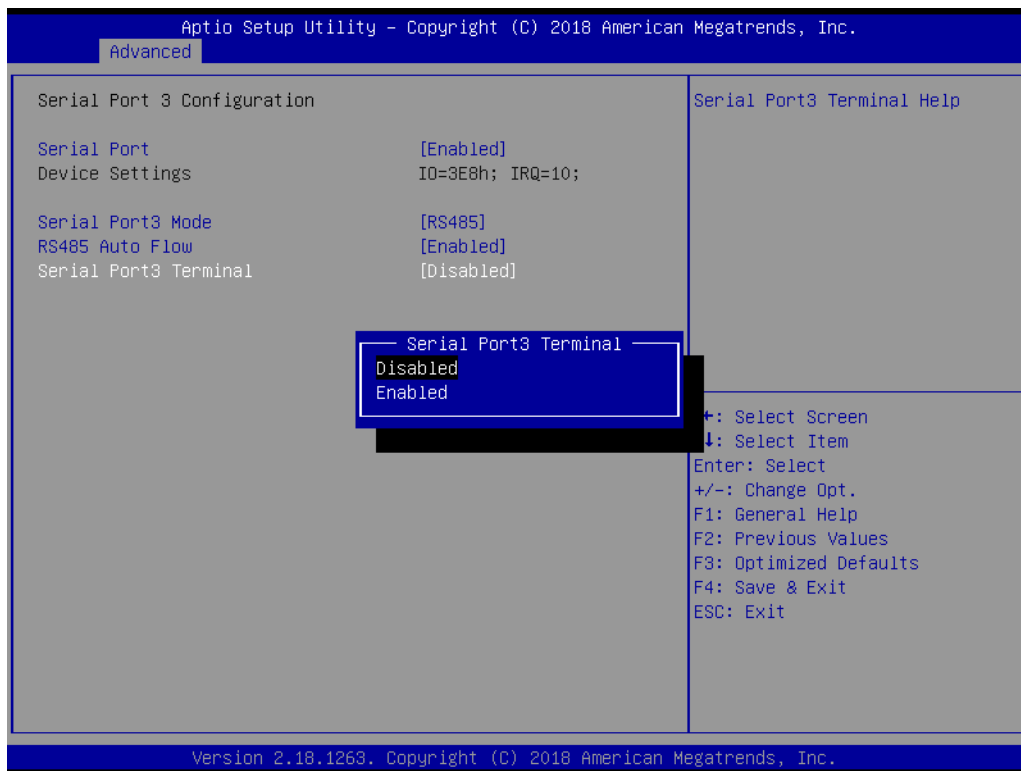 Aptio Setup Utility – Copyright (C) 2018 American Megatrends, Inc.
Advanced
Serial Port 3 Configuration
Serial Port [Enabled]
Device Settings IO=3E8h; IRQ=10;
Serial Port3 Mode [RS485]
RS485 Auto Flow [Enabled]
Serial Port3 Terminal [Disabled]
Serial Port3 Terminal
Disabled
Enabled
Serial Port3 Terminal Help
: Select Screen
: Select Item
Enter: Select
+/-: Change Opt.
F1: General Help
F2: Previous Values
F3: Optimized Defaults
F4: Save & Exit
ESC: Exit
Version 2.18.1263. Copyright (C) 2018 American Megatrends, Inc.